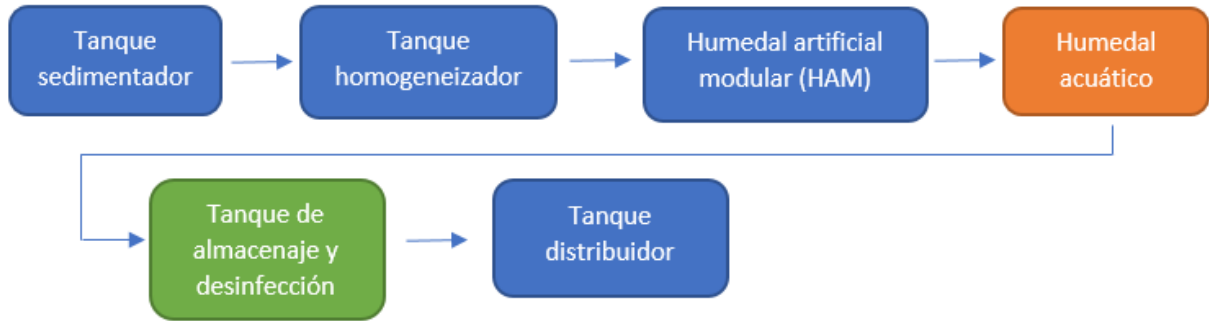 Tanque
sedimentador
Tanque
homogeneizador
Humedal artificial
modular (HAM)
Humedal
acuático
Tanque de
almacenaje y
desinfección
Tanque
distribuidor